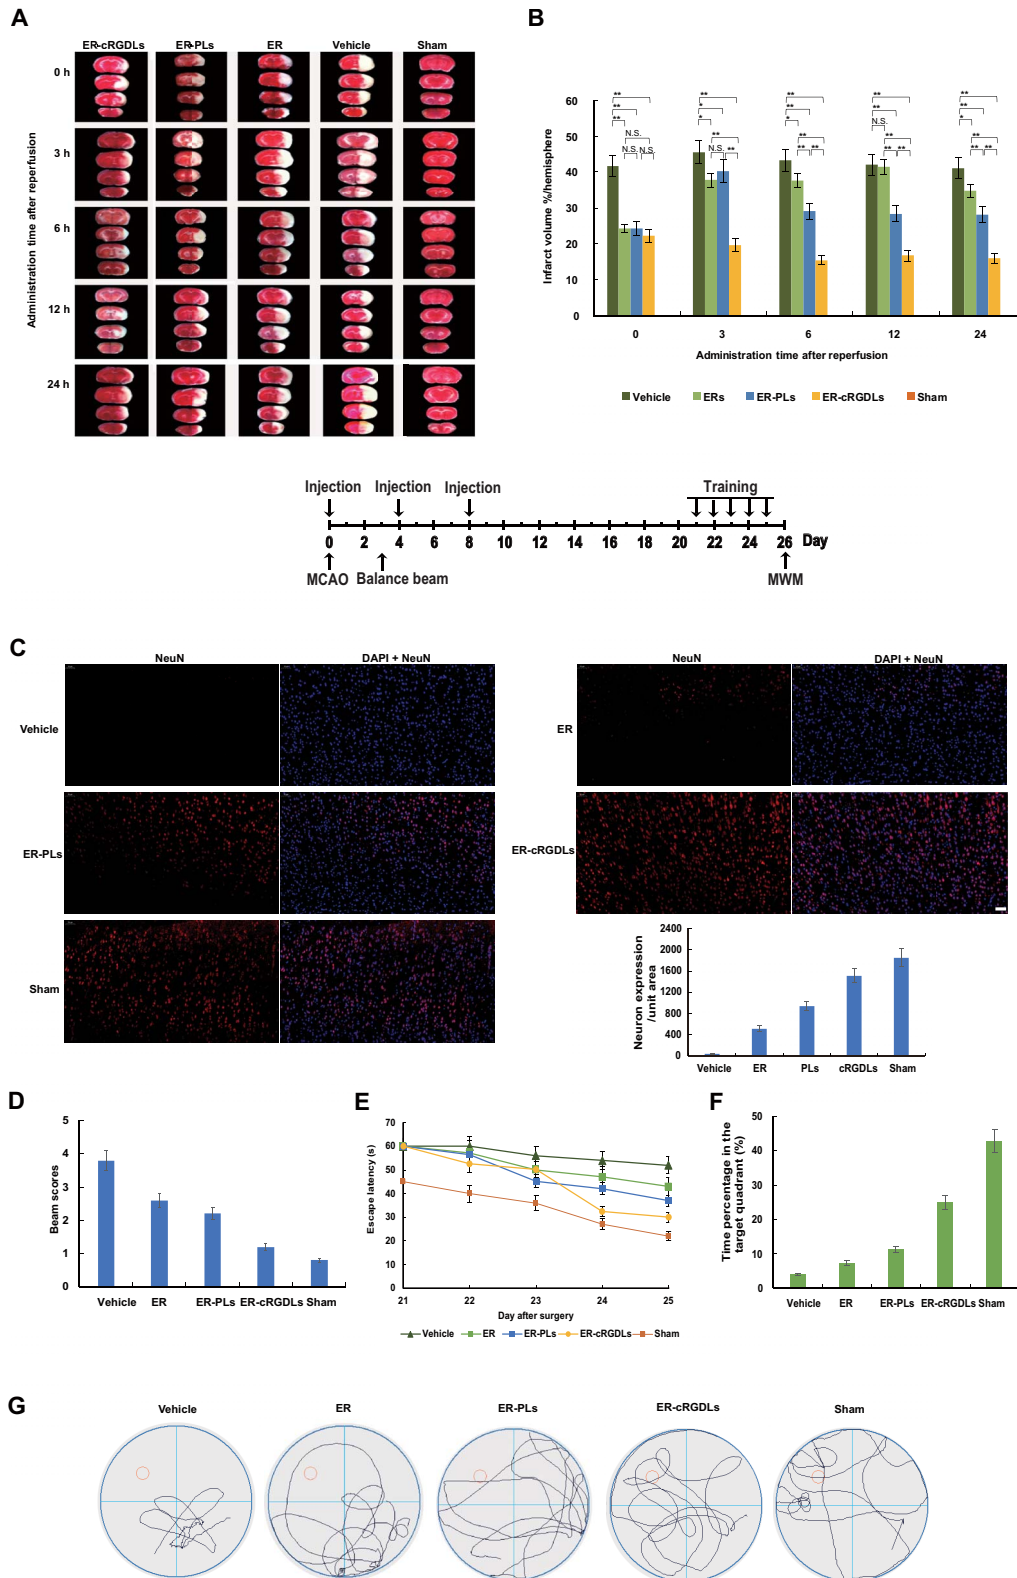 A
ER-cRGDLs ER-PLs ER Vehicle Sham
Administration time after reperfusion
0 h
3 h
6 h
12 h
24 h
B
Infarct volume %/hemisphere
60
50
40
30
20
10
0
** ** ** ** **
** * ** ** **
** * * N.S. *
N.S. ** ** ** **
N.S. N.S. N.S. ** ** ** ** ** ** **
0 3 6 12 24
Administration time after reperfusion
Vehicle ERs ER-PLs ER-cRGDLs Sham
Injection Injection Injection Training
0 2 4 6 8 10 12 14 16 18 20 22 24 26 Day
MCAO Balance beam MWM
C
NeuN DAPI + NeuN NeuN DAPI + NeuN
Vehicle
ER
ER-PLs
ER-cRGDLs
Sham
Neuron expression
/unit area
2400
2000
1600
1200
800
400
0
Vehicle ER PLs cRGDLs Sham
D
Beam scores
5
4
3
2
1
0
Vehicle ER ER-PLs ER-cRGDLs Sham
E
Escape latency (s)
70
60
50
40
30
20
10
0
21 22 23 24 25
Day after surgery
Vehicle ER ER-PLs ER-cRGDLs Sham
F
Time percentage in the
target quadrant (%)
50
40
30
20
10
0
Vehicle ER ER-PLs ER-cRGDLs Sham
G
Vehicle ER ER-PLs ER-cRGDLs Sham